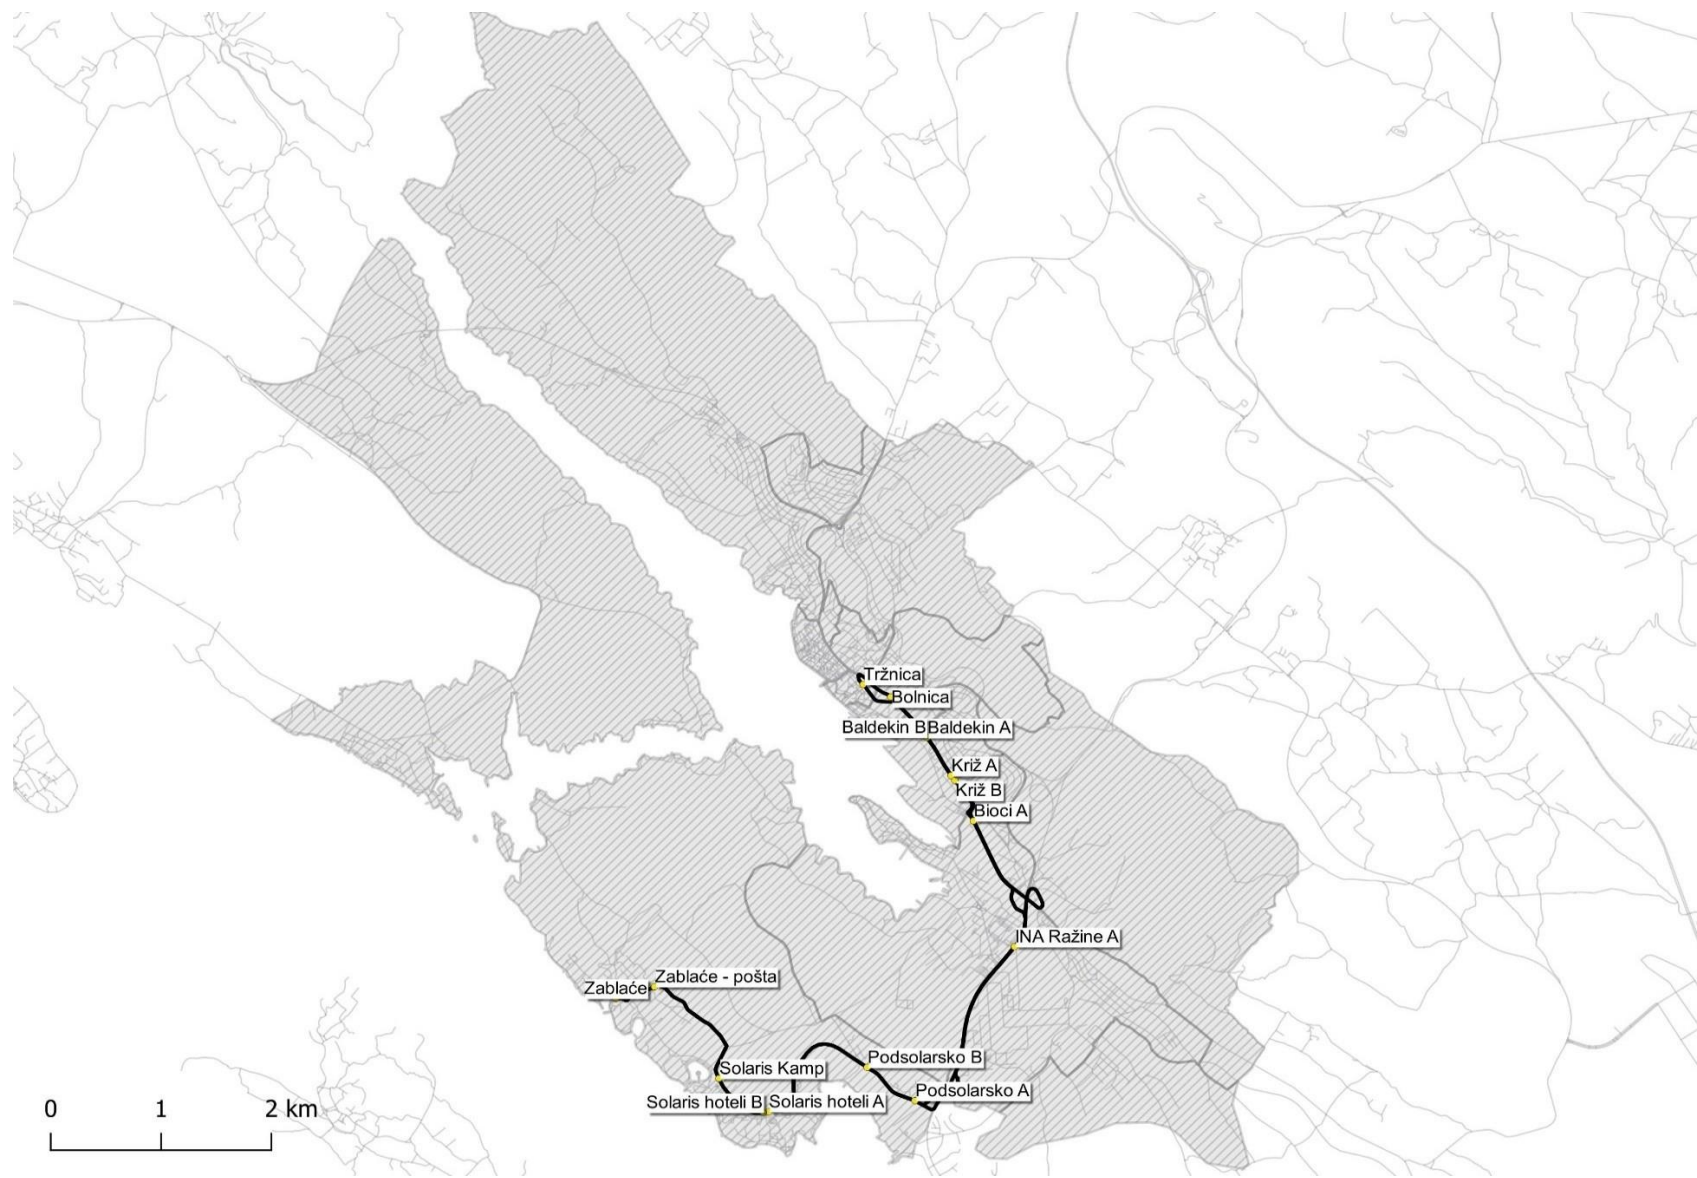 Tržnica
Bolnica
Baldekin B
Baldekin A
Križ A
Križ B
Bioci A
INA Ražine A
Zablaće - pošta
Zablaće
Podsolarsko B
Solaris Kamp
Podsolarsko A
Solaris hoteli B
Solaris hoteli A
0 1 2 km